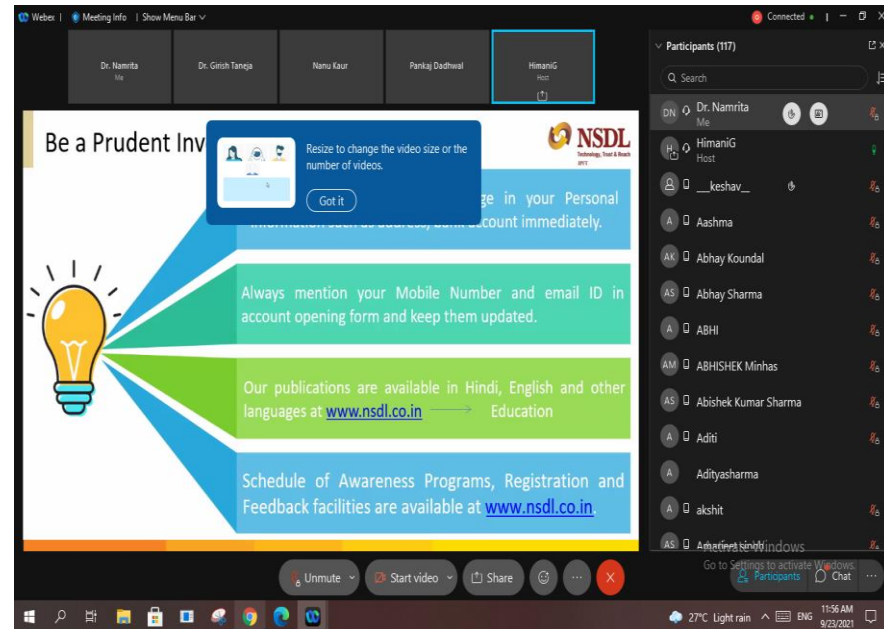 Webex | Meeting Info | Show Menu Bar
Connected
Dr. Namrita
Me
Dr. Girish Taneja
Nanu Kaur
Pankaj Dadhwal
HimaniG
Host
Be a Prudent Inv
Resize to change the video size or the
number of videos.
Got it
NSDL
Technology, Trust & Reach
ge in your Personal
count immediately.
Always mention your Mobile Number and email ID in
account opening form and keep them updated.
Our publications are available in Hindi, English and other
languages at www.nsdl.co.in Education
Schedule of Awareness Programs, Registration and
Feedback facilities are available at www.nsdl.co.in.
Participants (117)
Search
DN Dr. Namrita
Me
H HimaniG
Host
__keshav_
A Aashma
AK Abhay Koundal
AS Abhay Sharma
A ABHI
AM ABHISHEK Minhas
AS Abishek Kumar Sharma
A Aditi
A Adityasharma
A akshit
AS
Activate Windows
Go to Settings to activate Windows.
Unmute
Start video
Share
Participants
Chat
27°C Light rain
ENG
11:56 AM
9/23/2021